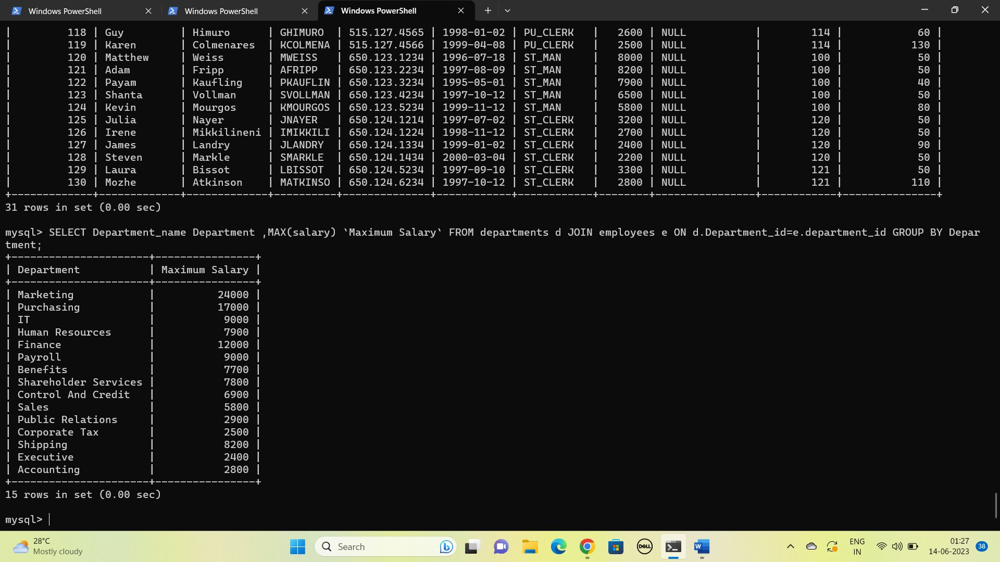 Windows PowerShell
Windows PowerShell
Windows PowerShell
| 118 | Guy | Himuro | GHIMURO | 515.127.4565 | 1998-01-02 | PU_CLERK | 2600 | NULL | 114 | 60 |
| 119 | Karen | Colmenares | KCOLMENA | 515.127.4566 | 1999-04-08 | PU_CLERK | 2500 | NULL | 114 | 130 |
| 120 | Matthew | Weiss | MWEISS | 650.123.1234 | 1996-07-18 | ST_MAN | 8000 | NULL | 100 | 50 |
| 121 | Adam | Fripp | AFRIPP | 650.123.2234 | 1997-08-09 | ST_MAN | 8200 | NULL | 100 | 50 |
| 122 | Payam | Kaufling | PKAUFLIN | 650.123.3234 | 1995-05-01 | ST_MAN | 7900 | NULL | 100 | 40 |
| 123 | Shanta | Vollman | SVOLLMAN | 650.123.4234 | 1997-10-12 | ST_MAN | 6500 | NULL | 100 | 50 |
| 124 | Kevin | Mourgos | KMOURGOS | 650.123.5234 | 1999-11-12 | ST_MAN | 5800 | NULL | 100 | 80 |
| 125 | Julia | Nayer | JNAYER | 650.124.1214 | 1997-07-02 | ST_CLERK | 3200 | NULL | 120 | 50 |
| 126 | Irene | Mikkilineni | IMIKKILI | 650.124.1224 | 1998-11-12 | ST_CLERK | 2700 | NULL | 120 | 50 |
| 127 | James | Landry | JLANDRY | 650.124.1334 | 1999-01-02 | ST_CLERK | 2400 | NULL | 120 | 90 |
| 128 | Steven | Markle | SMARKLE | 650.124.1434 | 2000-03-04 | ST_CLERK | 2200 | NULL | 120 | 50 |
| 129 | Laura | Bissot | LBISSOT | 650.124.5234 | 1997-09-10 | ST_CLERK | 3300 | NULL | 121 | 50 |
| 130 | Mozhe | Atkinson | MATKINSO | 650.124.6234 | 1997-10-12 | ST_CLERK | 2800 | NULL | 121 | 110 |
31 rows in set (0.00 sec)
mysql> SELECT Department_name Department ,MAX(salary) `Maximum Salary` FROM departments d JOIN employees e ON d.Department_id=e.department_id GROUP BY Depar
tment;
| Department | Maximum Salary |
| Marketing | 24000 |
| Purchasing | 17000 |
| IT | 9000 |
| Human Resources | 7900 |
| Finance | 12000 |
| Payroll | 9000 |
| Benefits | 7700 |
| Shareholder Services | 7800 |
| Control And Credit | 6900 |
| Sales | 5800 |
| Public Relations | 2900 |
| Corporate Tax | 2500 |
| Shipping | 8200 |
| Executive | 2400 |
| Accounting | 2800 |
15 rows in set (0.00 sec)
mysql>
28°C
Mostly cloudy
Search
DELL
W
ENG
IN
01:27
14-06-2023
38